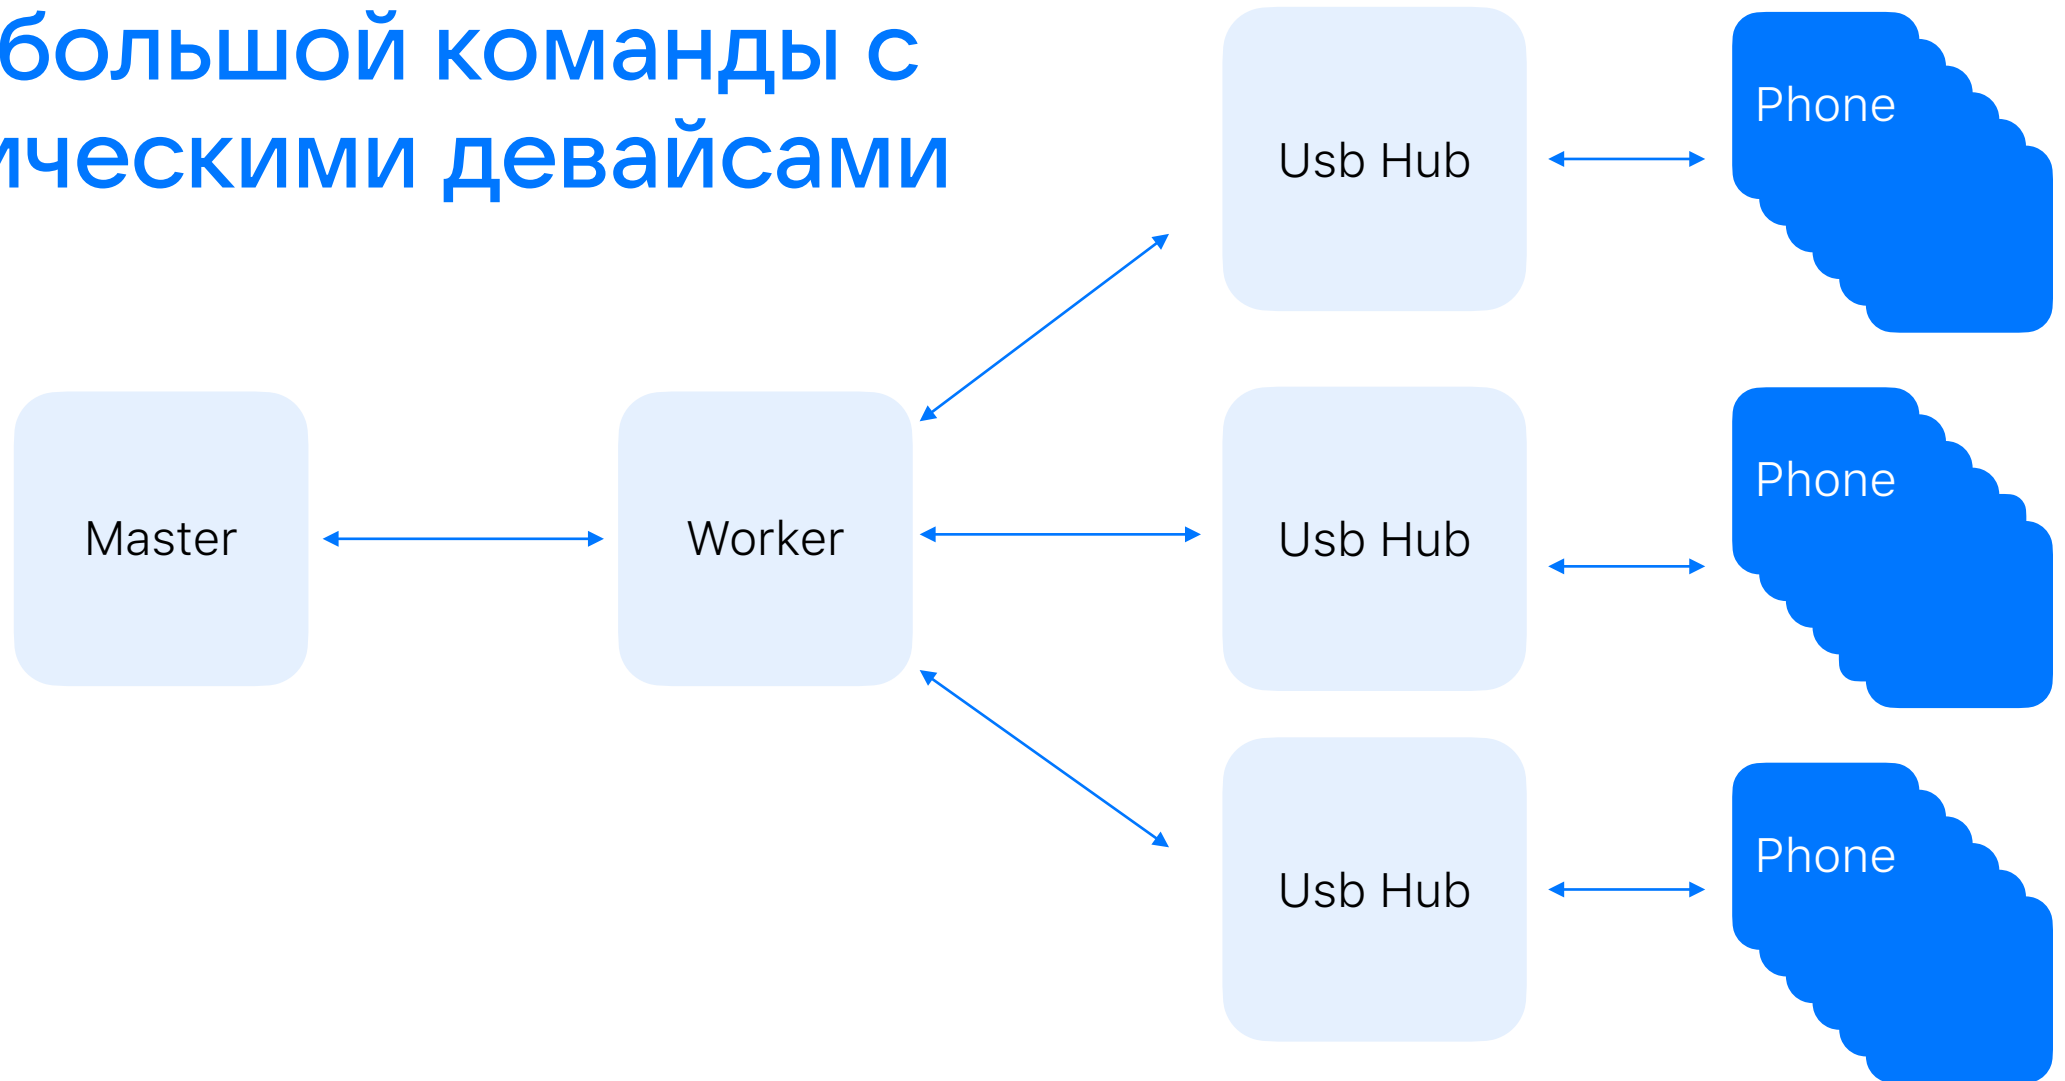 большой команды с
ическими девайсами
Usb Hub
Phone
Master
Worker
Usb Hub
Phone
Usb Hub
Phone